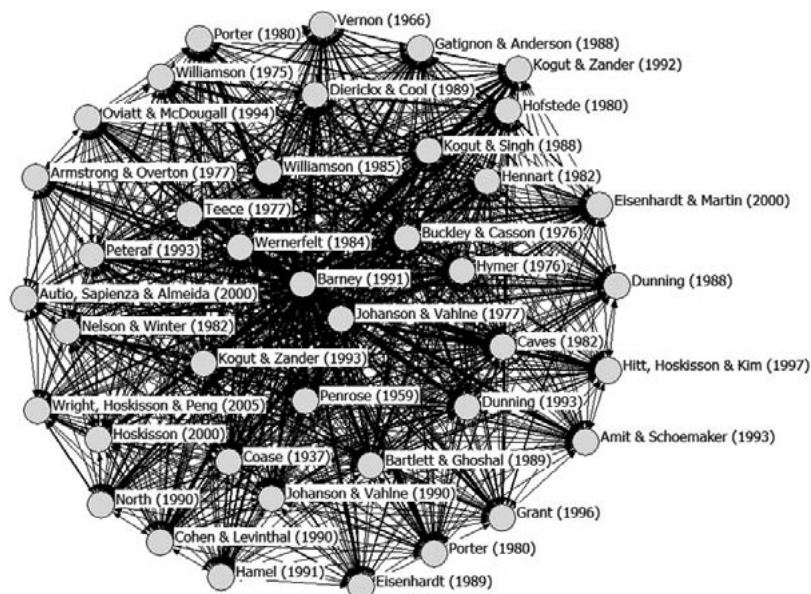 Vernon (1966)
Porter (1980)
Gatignon & Anderson (1988)
Kogut & Zander (1992)
Williamson (1975)
Dierickx & Cool (1989)
Hofstede (1980)
Oviatt & McDougall (1994)
Kogut & Singh (1988)
Williamson (1985)
Armstrong & Overton (1977)
Hennart (1982)
Eisenhardt & Martin (2000)
Teece (1977)
Buckley & Casson (1976)
Wernerfelt (1984)
Peteraf (1993)
Hymer (1976)
Barney (1991)
Dunning (1988)
Autio, Sapienza & Almeida (2000)
Johanson & Vahlne (1977)
Nelson & Winter (1982)
Caves (1982)
Kogut & Zander (1993)
Hitt, Hoskisson & Kim (1997)
Penrose (1959)
Dunning (1993)
Wright, Hoskisson & Peng (2005)
Hoskisson (2000)
Amit & Schoemaker (1993)
Coase (1937)
Bartlett & Ghoshal (1989)
Johanson & Vahlne (1990)
North (1990)
Grant (1996)
Cohen & Levinthal (1990)
Porter (1980)
Hamel (1991)
Eisenhardt (1989)